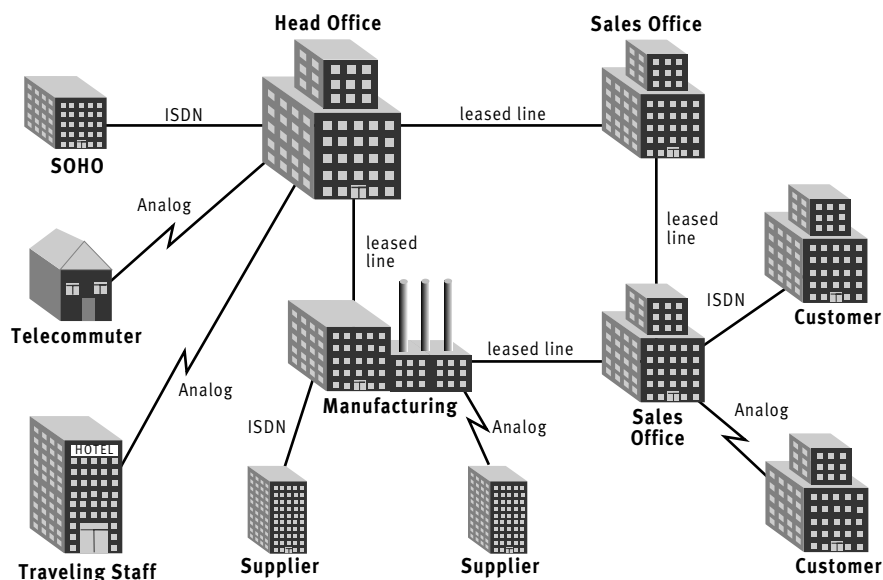 Head Office
Sales Office
ISDN
leased line
SOHO
Analog
leased
line
leased
line
ISDN
Telecommuter
Customer
leased line
Analog
Manufacturing
Sales
Office
Analog
ISDN
Analog
HOTEL
Traveling Staff
Supplier
Supplier
Customer